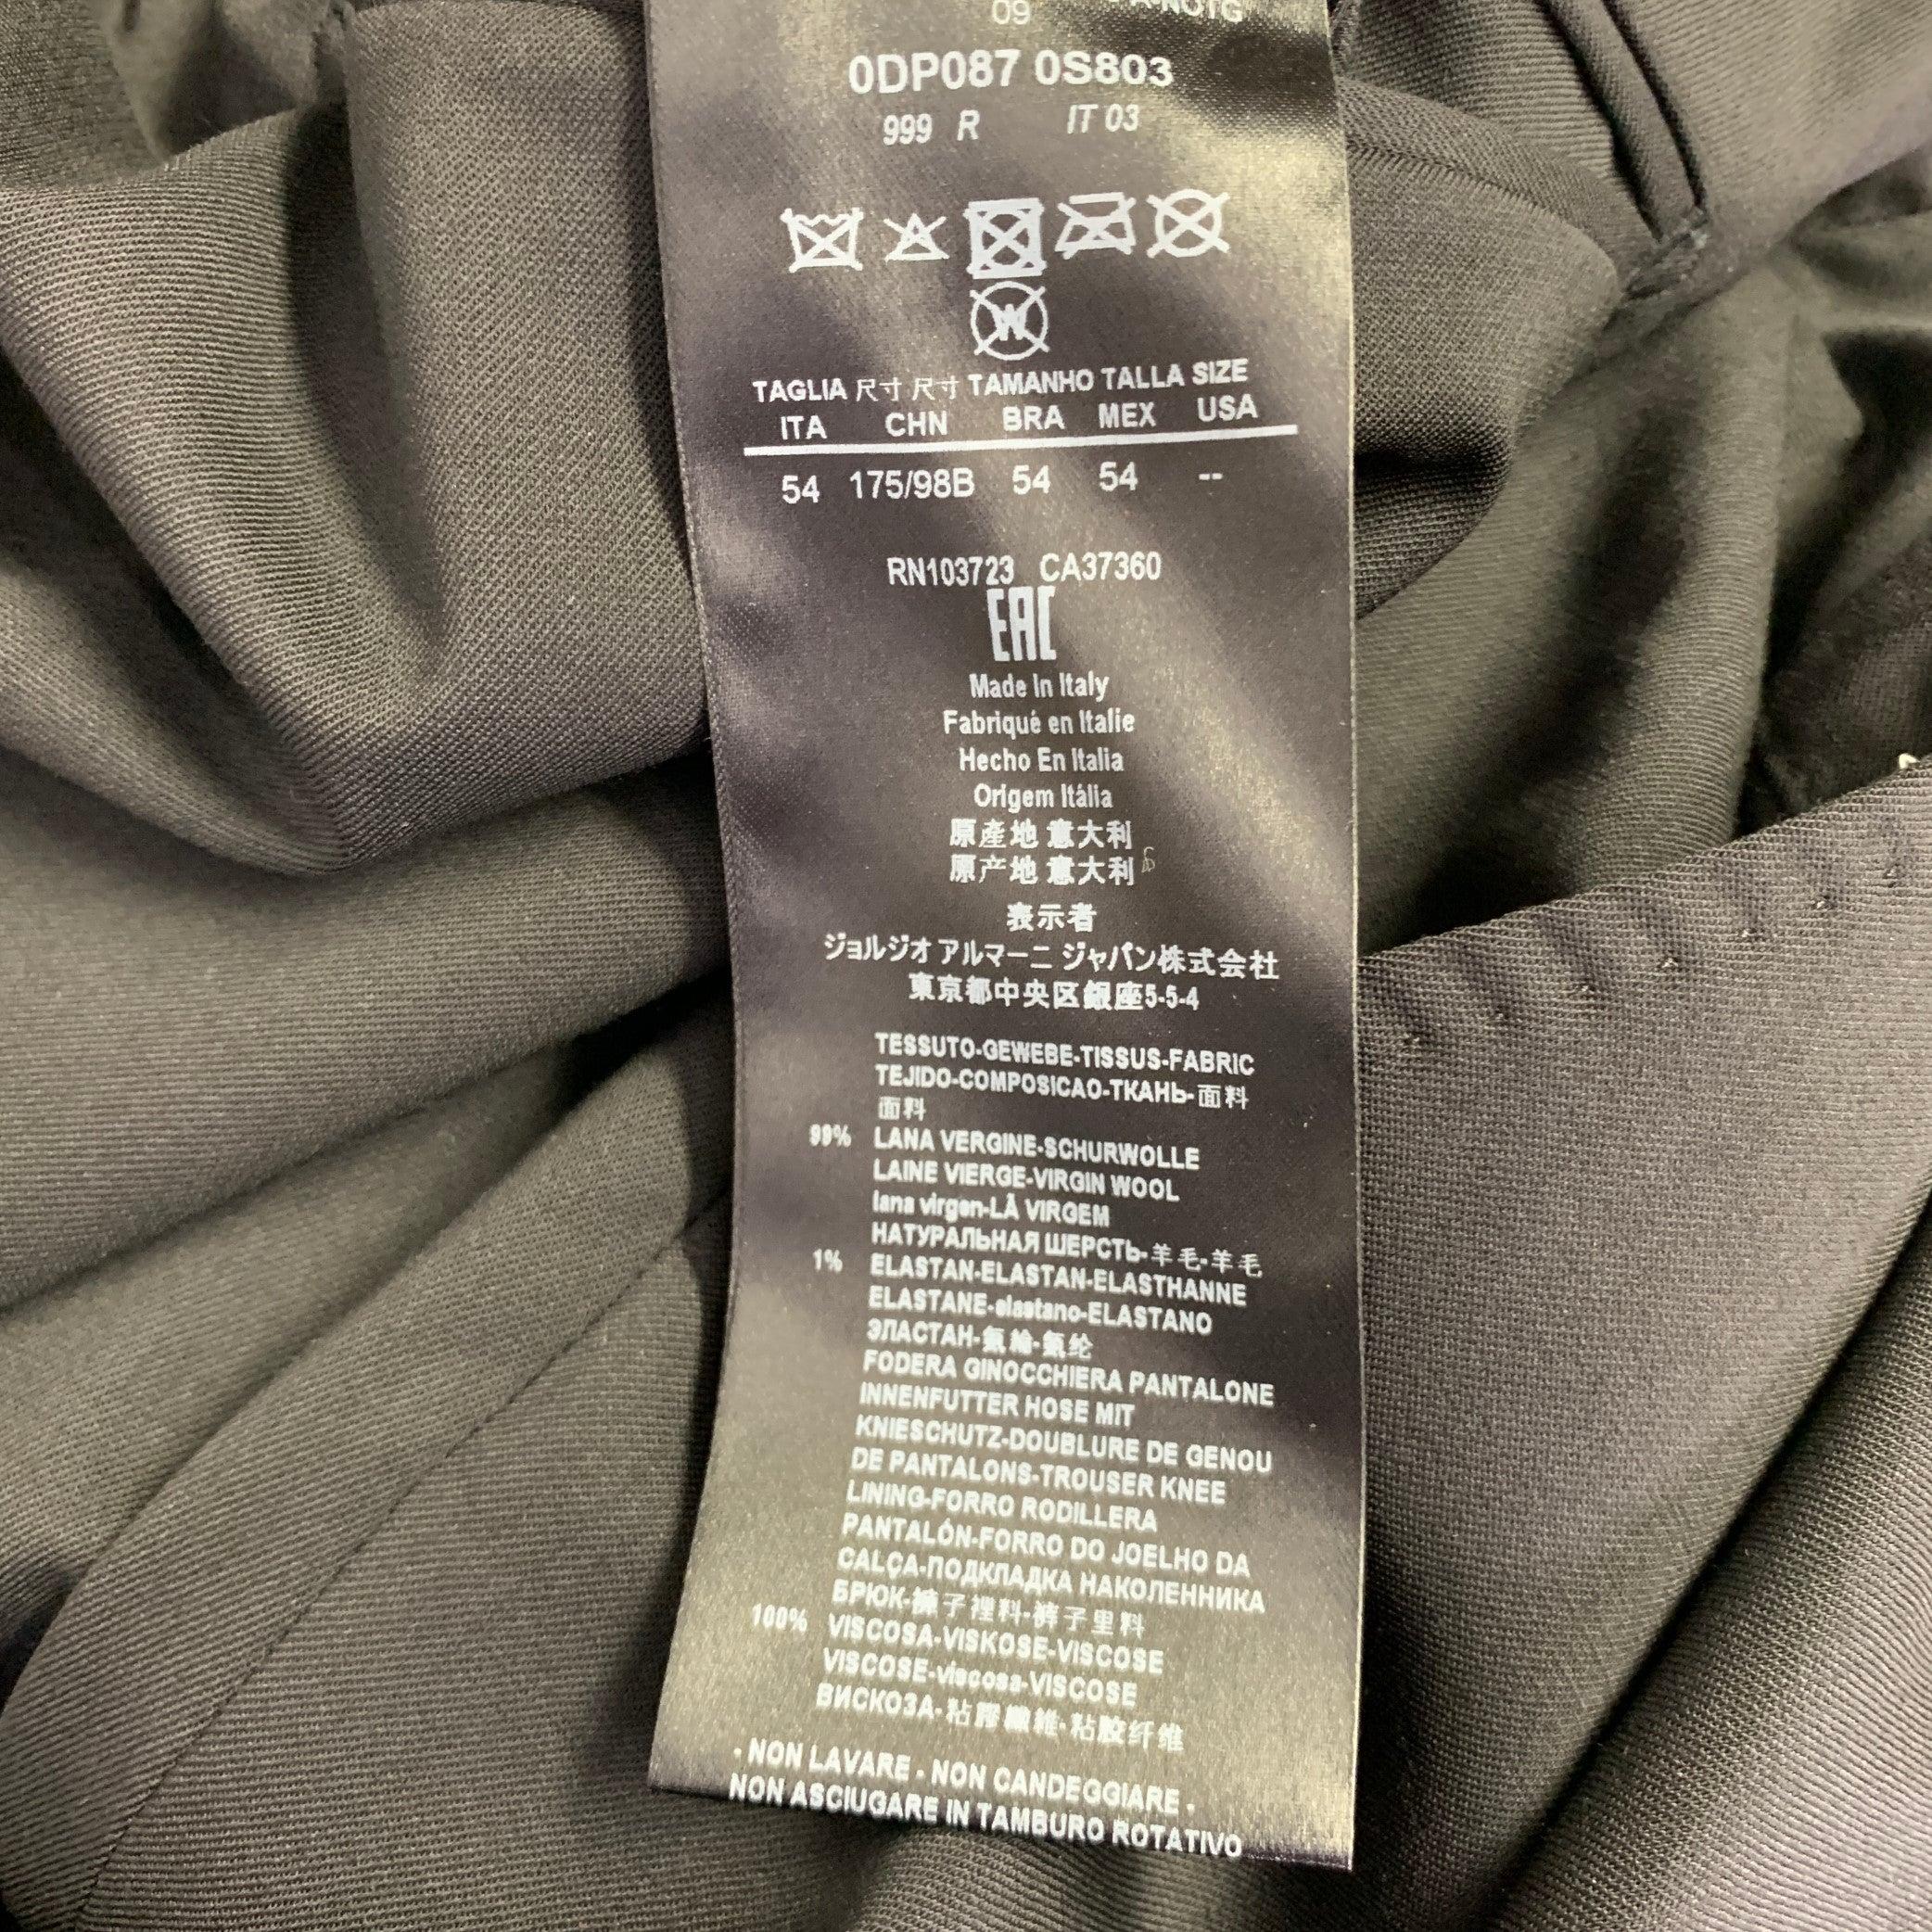 09
0DP087 0S803
999 R IT 03
TAGLIA 尺寸 尺寸 TAMANHO TALLA SIZE
ITA CHN BRA MEX USA
54 175/98B 54 54 --
RN103723 CA37360
EAC
Made In Italy
Fabriqué en Italie
Hecho En Italia
Origem Itália
原產地 意大利
原产地 意大利
表示者
ジョルジオ アルマーニ ジャパン株式会社
東京都中央区銀座5-5-4
TESSUTO-GEWEBE-TISSUS-FABRIC
TEJIDO-COMPOSICAO-ТКАНЬ-面料
面料
99% LANA VERGINE-SCHURWOLLE
LAINE VIERGE-VIRGIN WOOL
lana virgen-LÃ VIRGEM
НАТУРАЛЬНАЯ ШЕРСТЬ-羊毛-羊毛
1% ELASTAN-ELASTAN-ELASTHANNE
ELASTANE-elastano-ELASTANO
ЭЛАСТАН-氨綸-氨纶
FODERA GINOCCHIERA PANTALONE
INNENFUTTER HOSE MIT
KNIESCHUTZ-DOUBLURE DE GENOU
DE PANTALONS-TROUSER KNEE
LINING-FORRO RODILLERA
PANTALÓN-FORRO DO JOELHO DA
CALÇA-ПОДКЛАДКА НАКОЛЕННИКА
БРЮК-褲子裡料-裤子里料
100% VISCOSA-VISKOSE-VISCOSE
VISCOSE-viscosa-VISCOSE
ВИСКОЗА-粘膠纖維-粘胶纤维
- NON LAVARE - NON CANDEGGIARE -
NON ASCIUGARE IN TAMBURO ROTATIVO